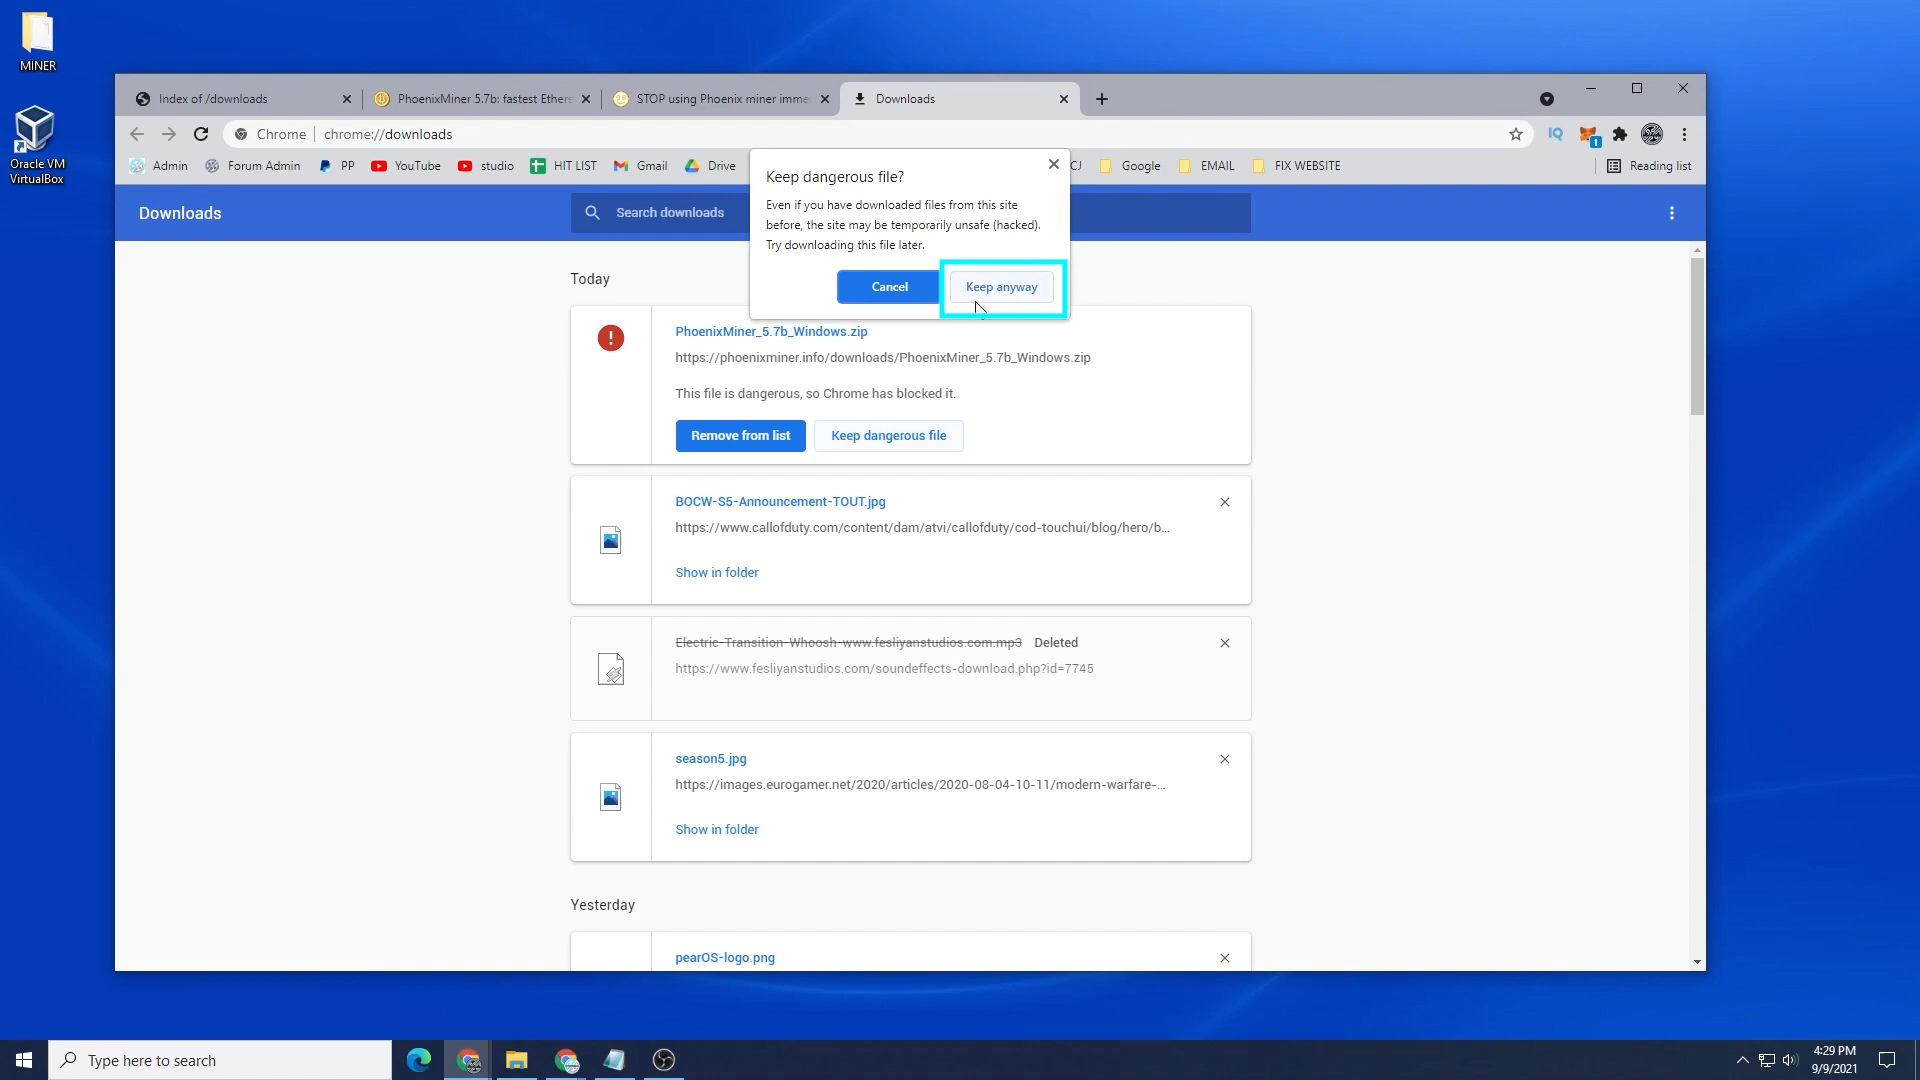 MINER
Oracle VM
VirtualBox
Index of /downloads
PhoenixMiner 5.7b: fastest Ethere
STOP using Phoenix miner imme
Downloads
Chrome
chrome://downloads
IQ
1
Admin
Forum Admin
PP
YouTube
studio
HIT LIST
Gmail
Drive
CJ
Google
EMAIL
FIX WEBSITE
Reading list
Downloads
Search downloads
Keep dangerous file?
Even if you have downloaded files from this site
before, the site may be temporarily unsafe (hacked).
Try downloading this file later.
Cancel
Keep anyway
Today
PhoenixMiner_5.7b_Windows.zip
https://phoenixminer.info/downloads/PhoenixMiner_5.7b_Windows.zip
This file is dangerous, so Chrome has blocked it.
Remove from list
Keep dangerous file
BOCW-S5-Announcement-TOUT.jpg
https://www.callofduty.com/content/dam/atvi/callofduty/cod-touchui/blog/hero/b...
Show in folder
Electric-Transition-Whoosh-www.fesliyanstudios.com.mp3 Deleted
https://www.fesliyanstudios.com/soundeffects-download.php?id=7745
season5.jpg
https://images.eurogamer.net/2020/articles/2020-08-04-10-11/modern-warfare-...
Show in folder
Yesterday
pearOS-logo.png
Type here to search
4:29 PM
9/9/2021